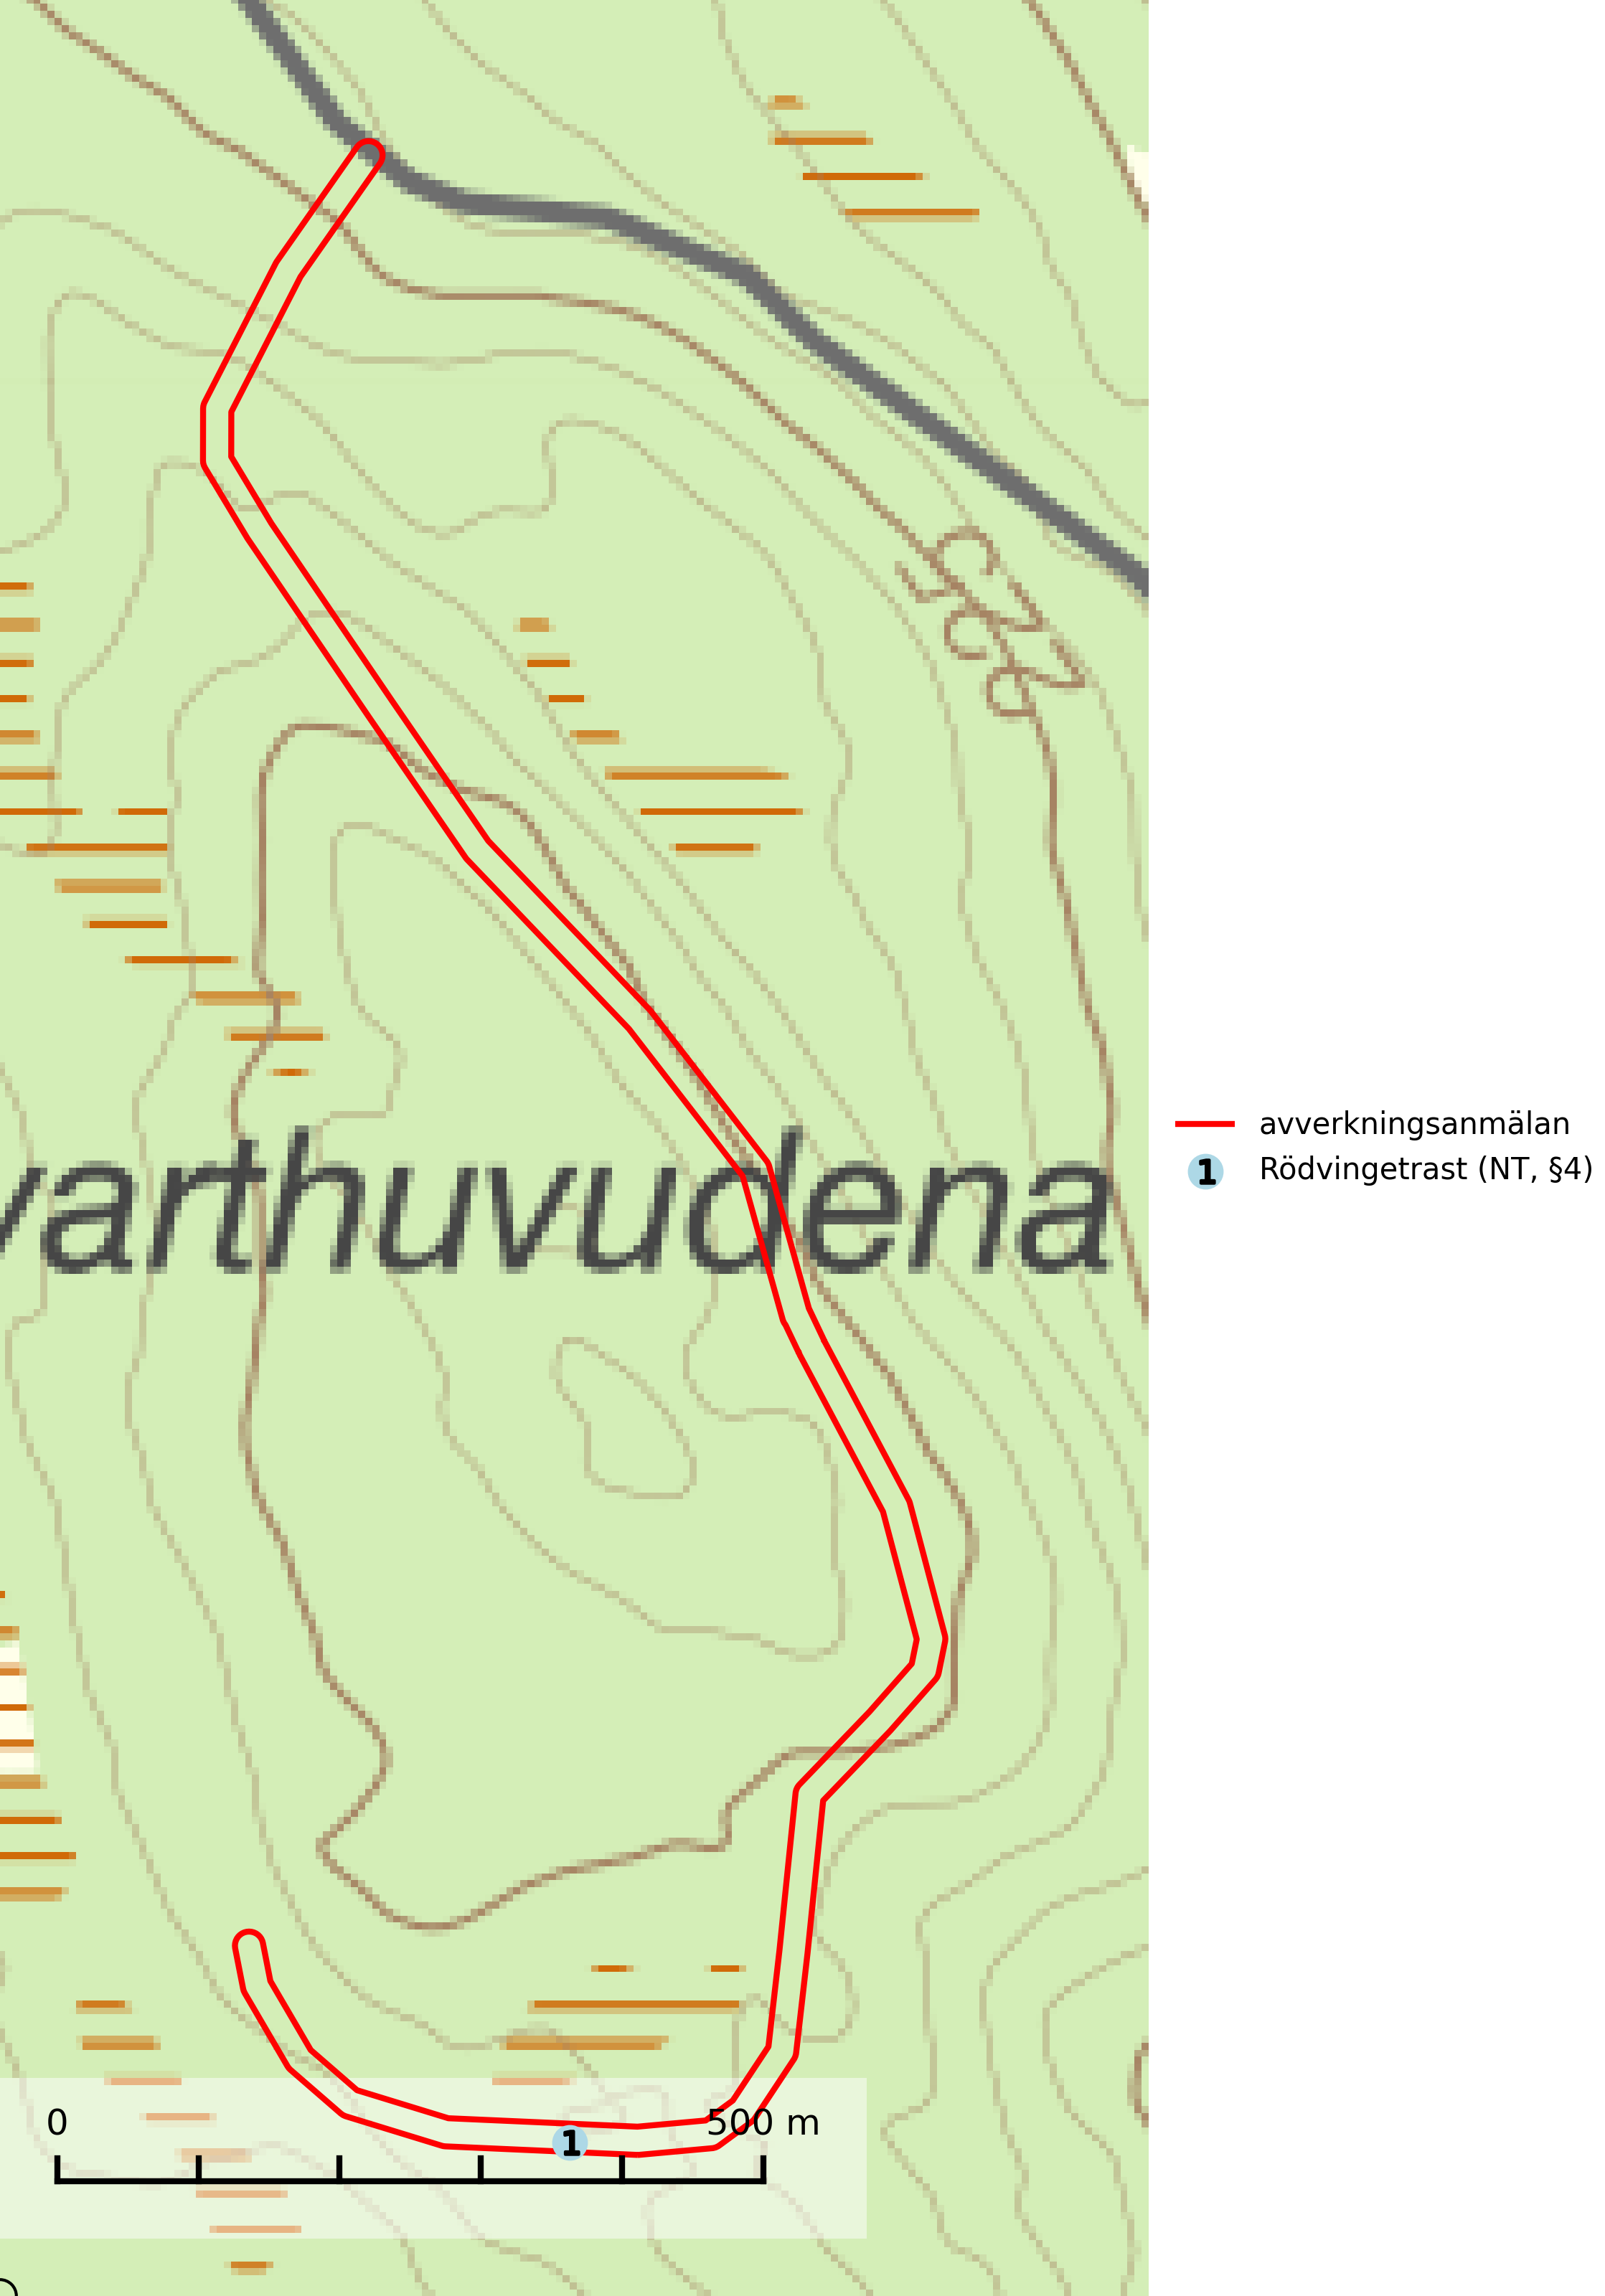 varthuvudena
avverkningsanmälan
1 Rödvingetrast (NT, §4)
0 500 m
1